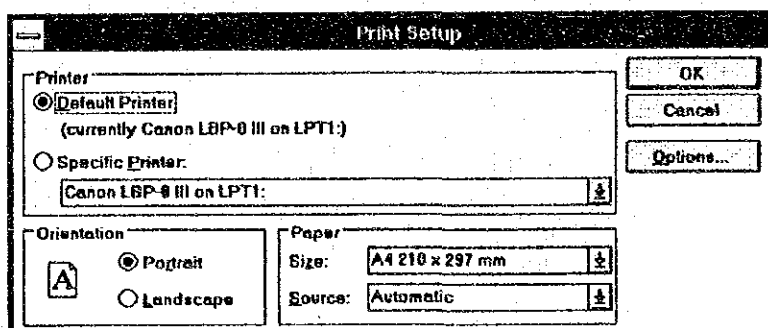 Print Setup
Printer
Default Printer
(currently Canon LBP-8 III on LPT1:)
Specific Printer:
Canon LBP-8 III on LPT1:
OK
Cancel
Options...
Orientation
A
Portrait
Landscape
Paper
Size: A4 210 x 297 mm
Source: Automatic